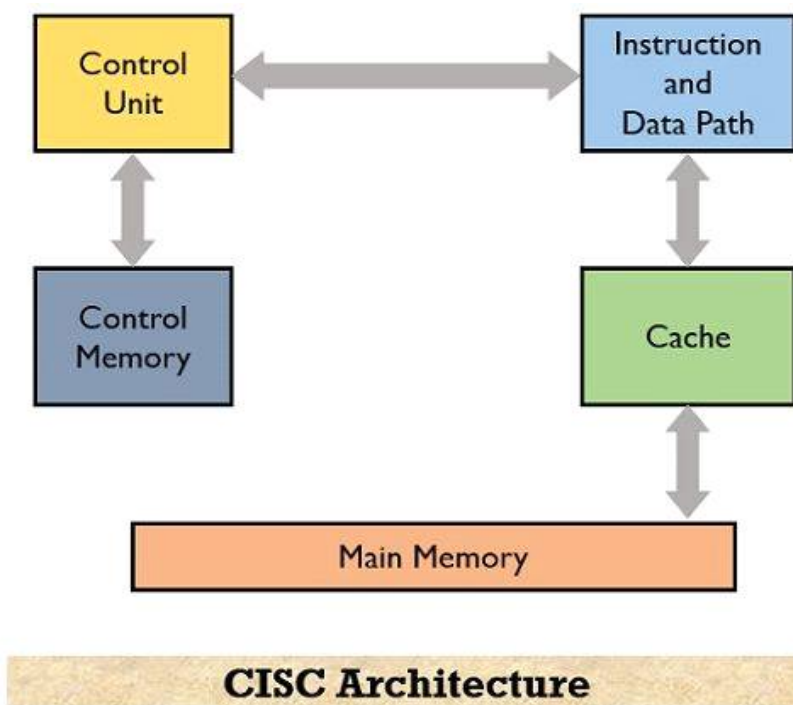 Control
Unit
Instruction
and
Data Path
Control
Memory
Cache
Main Memory
CISC Architecture